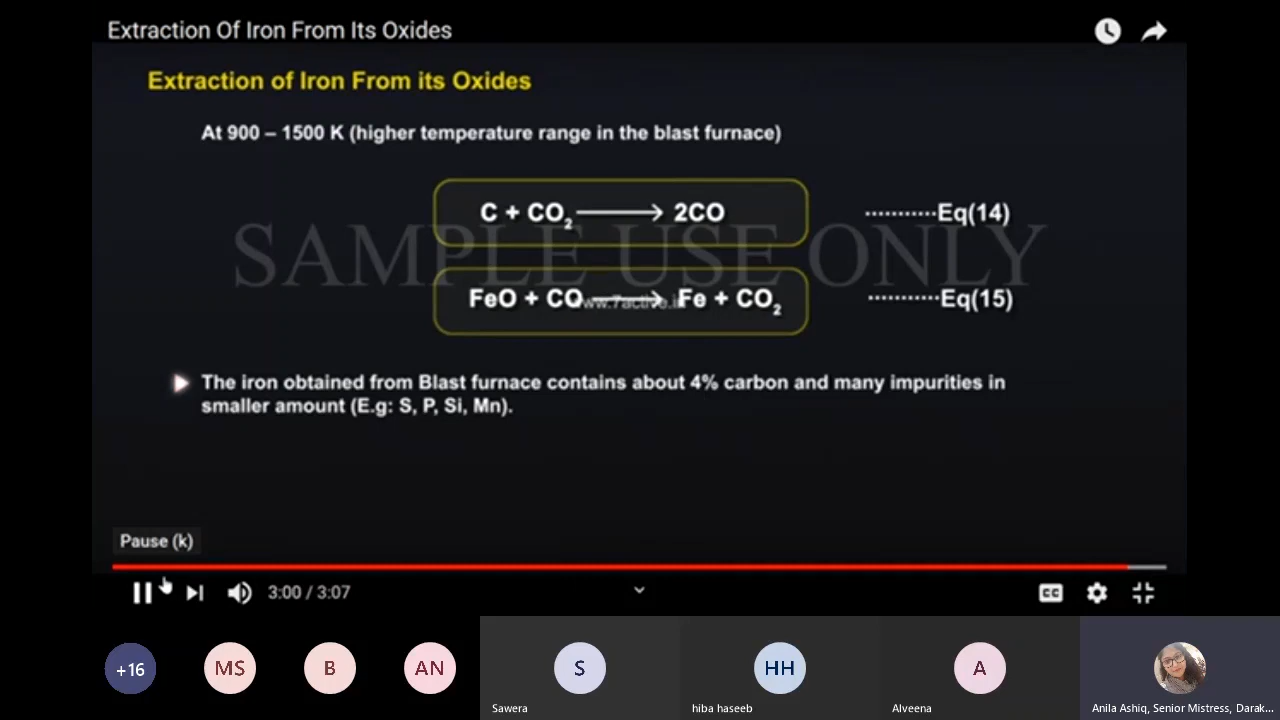 Extraction Of Iron From Its Oxides
Extraction of Iron From its Oxides
At 900 – 1500 K (higher temperature range in the blast furnace)
C + CO₂ ⟶ 2CO ...........Eq(14)
SAMPLE USE ONLY
FeO + CO ⟶ Fe + CO₂ ..........Eq(15)
The iron obtained from Blast furnace contains about 4% carbon and many impurities in
smaller amount (E.g: S, P, Si, Mn).
Pause (k)
3:00 / 3:07
CC
+16
MS
B
AN
S
HH
A
Sawera
hiba haseeb
Alveena
Anila Ashiq, Senior Mistress, Darak...